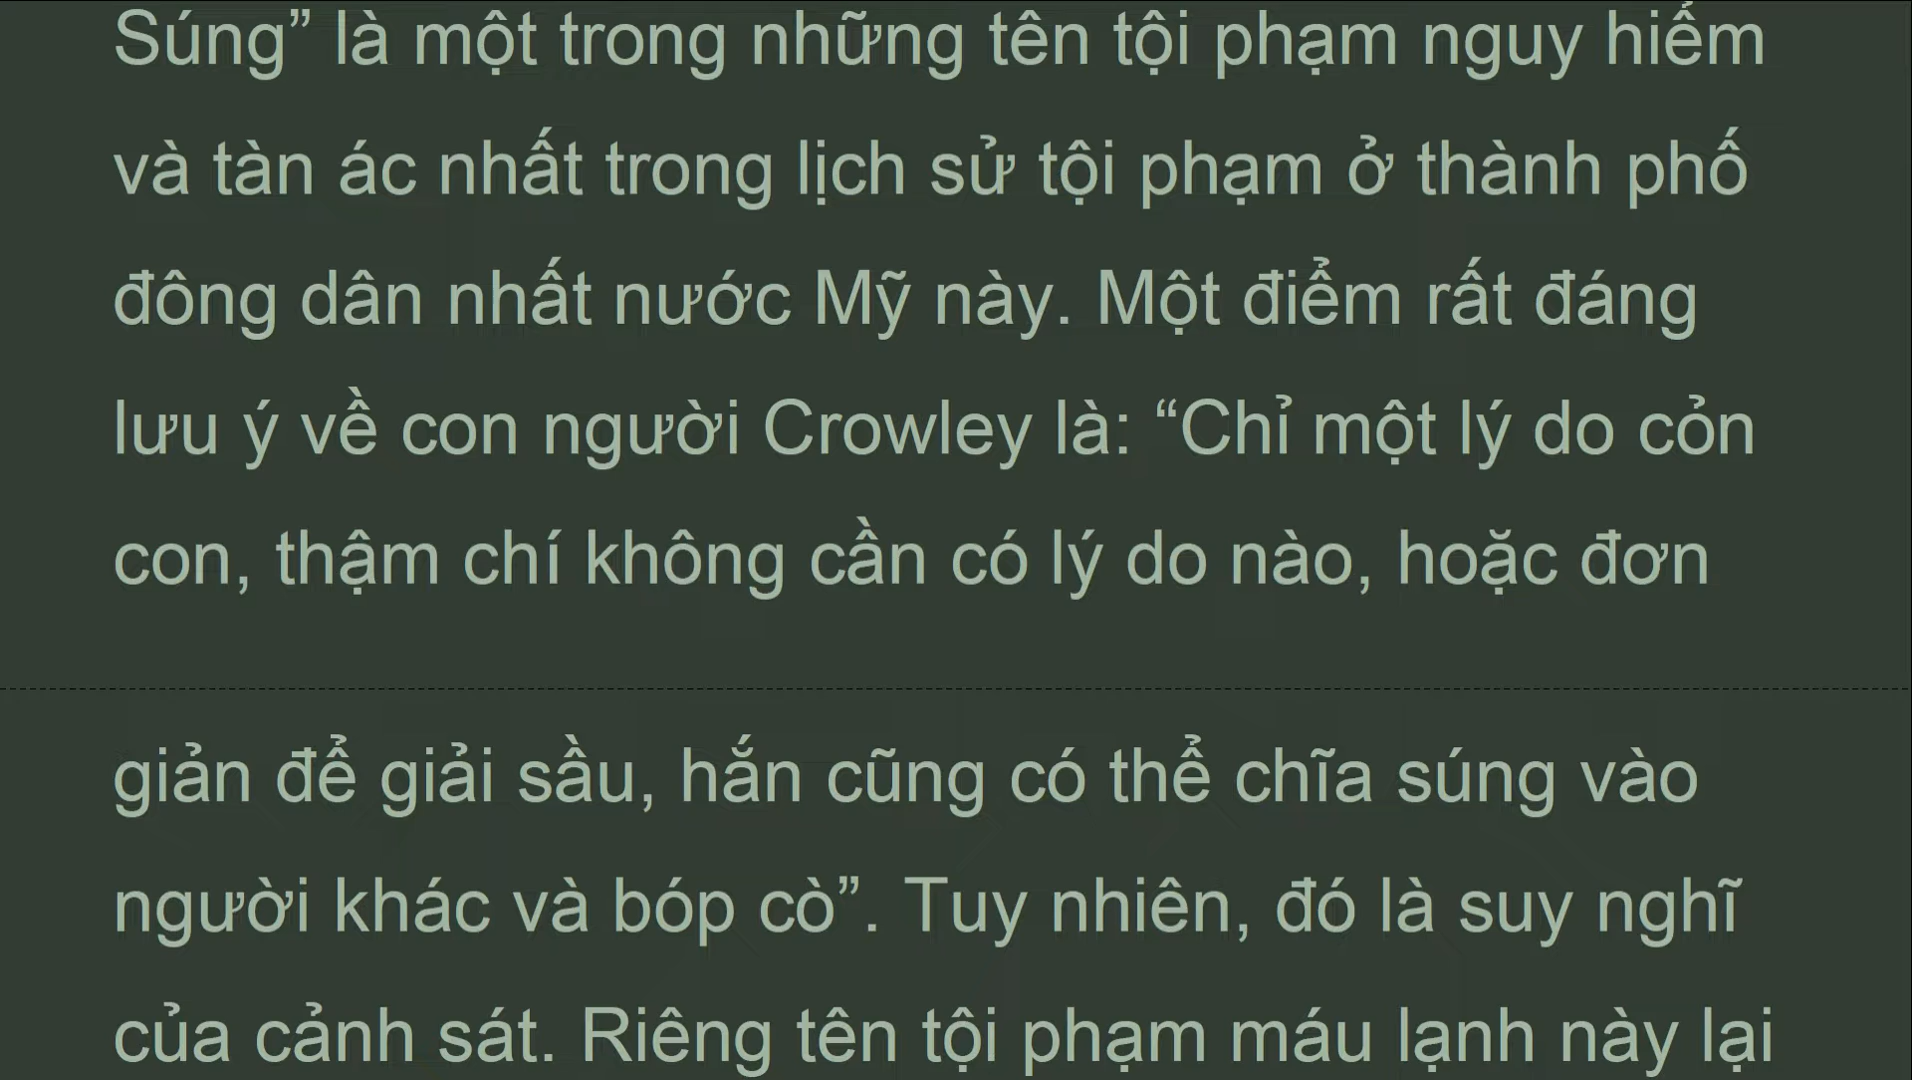 Súng” là một trong những tên tội phạm nguy hiểm
và tàn ác nhất trong lịch sử tội phạm ở thành phố
đông dân nhất nước Mỹ này. Một điểm rất đáng
lưu ý về con người Crowley là: “Chỉ một lý do cỏn
con, thậm chí không cần có lý do nào, hoặc đơn
giản để giải sầu, hắn cũng có thể chĩa súng vào
người khác và bóp cò”. Tuy nhiên, đó là suy nghĩ
của cảnh sát. Riêng tên tội phạm máu lạnh này lại